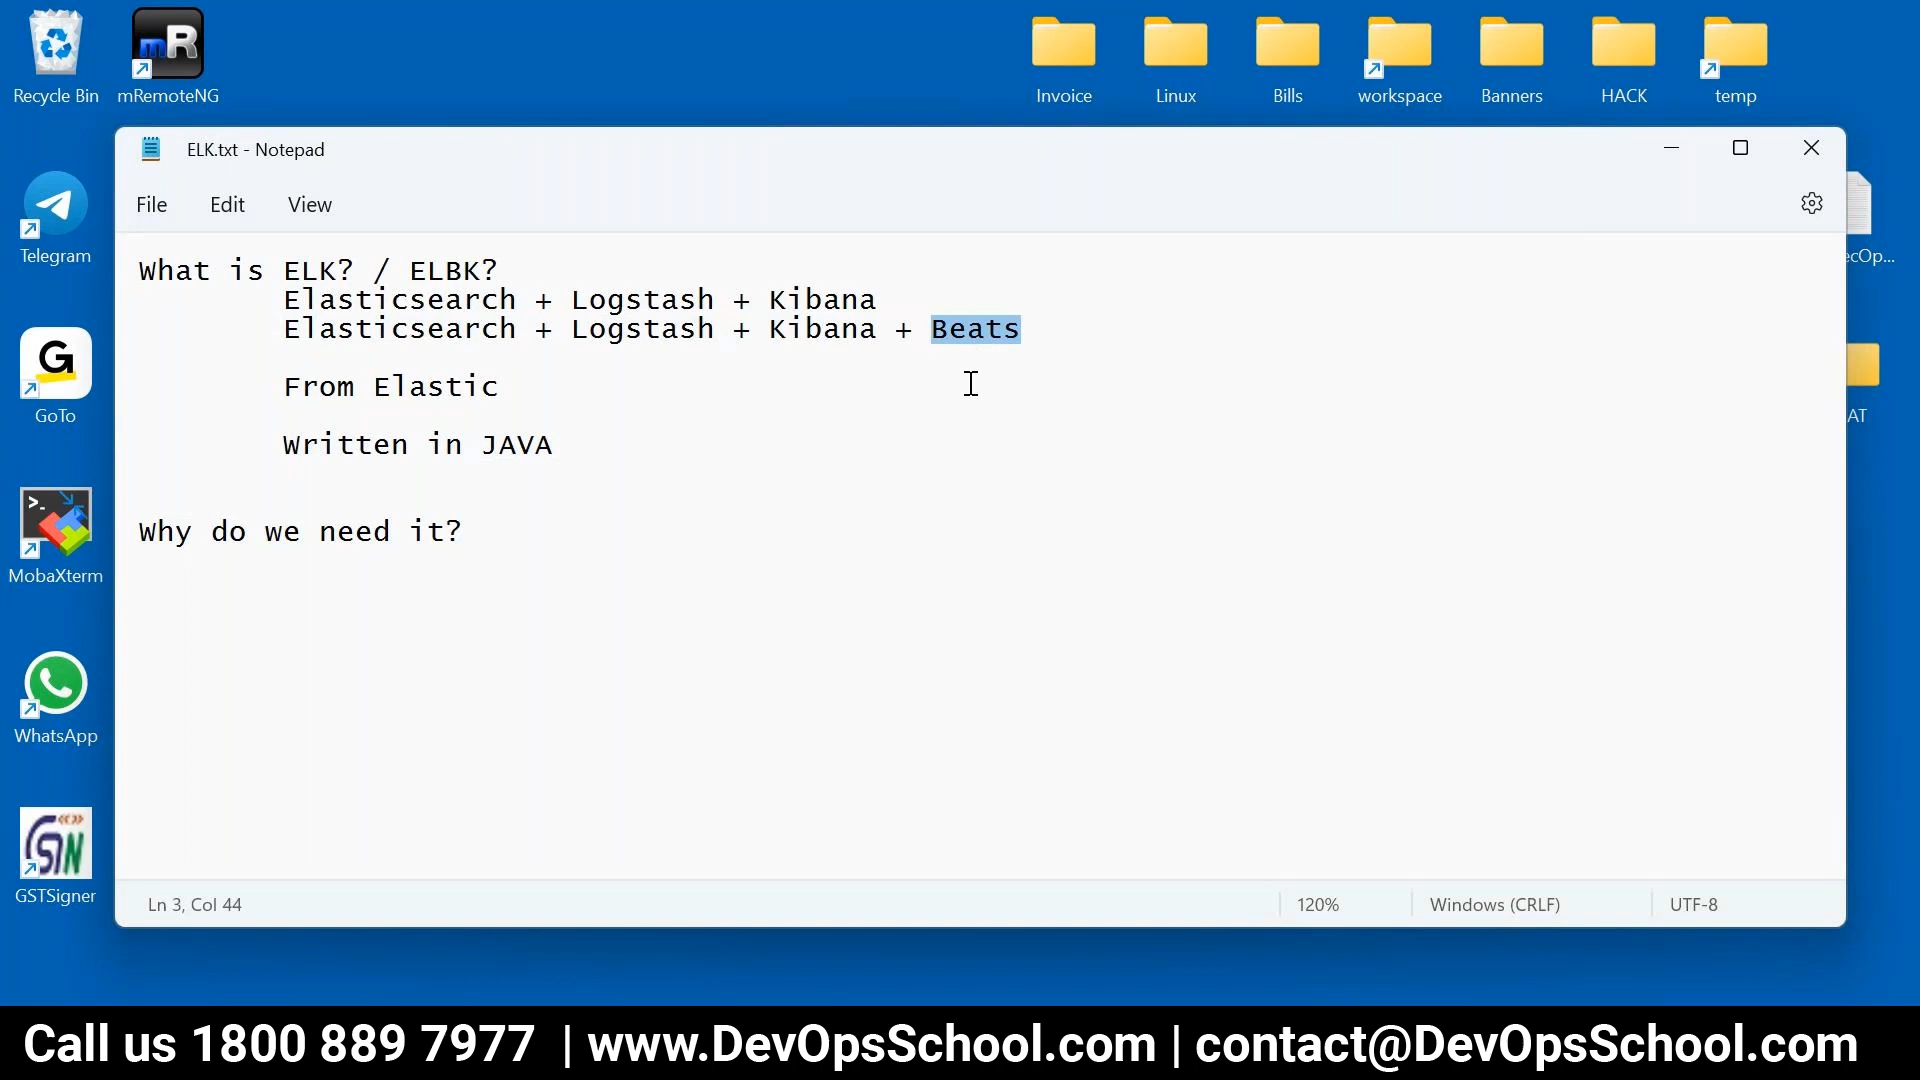 Recycle Bin
mRemoteNG
Invoice
Linux
Bills
workspace
Banners
HACK
temp
ELK.txt - Notepad
File Edit View
What is ELK? / ELBK?
Elasticsearch + Logstash + Kibana
Elasticsearch + Logstash + Kibana + Beats
From Elastic
Written in JAVA
Why do we need it?
Telegram
GoTo
MobaXterm
WhatsApp
GSTSigner
ecOp...
AT
Ln 3, Col 44
120%
Windows (CRLF)
UTF-8
Call us 1800 889 7977 | www.DevOpsSchool.com | contact@DevOpsSchool.com